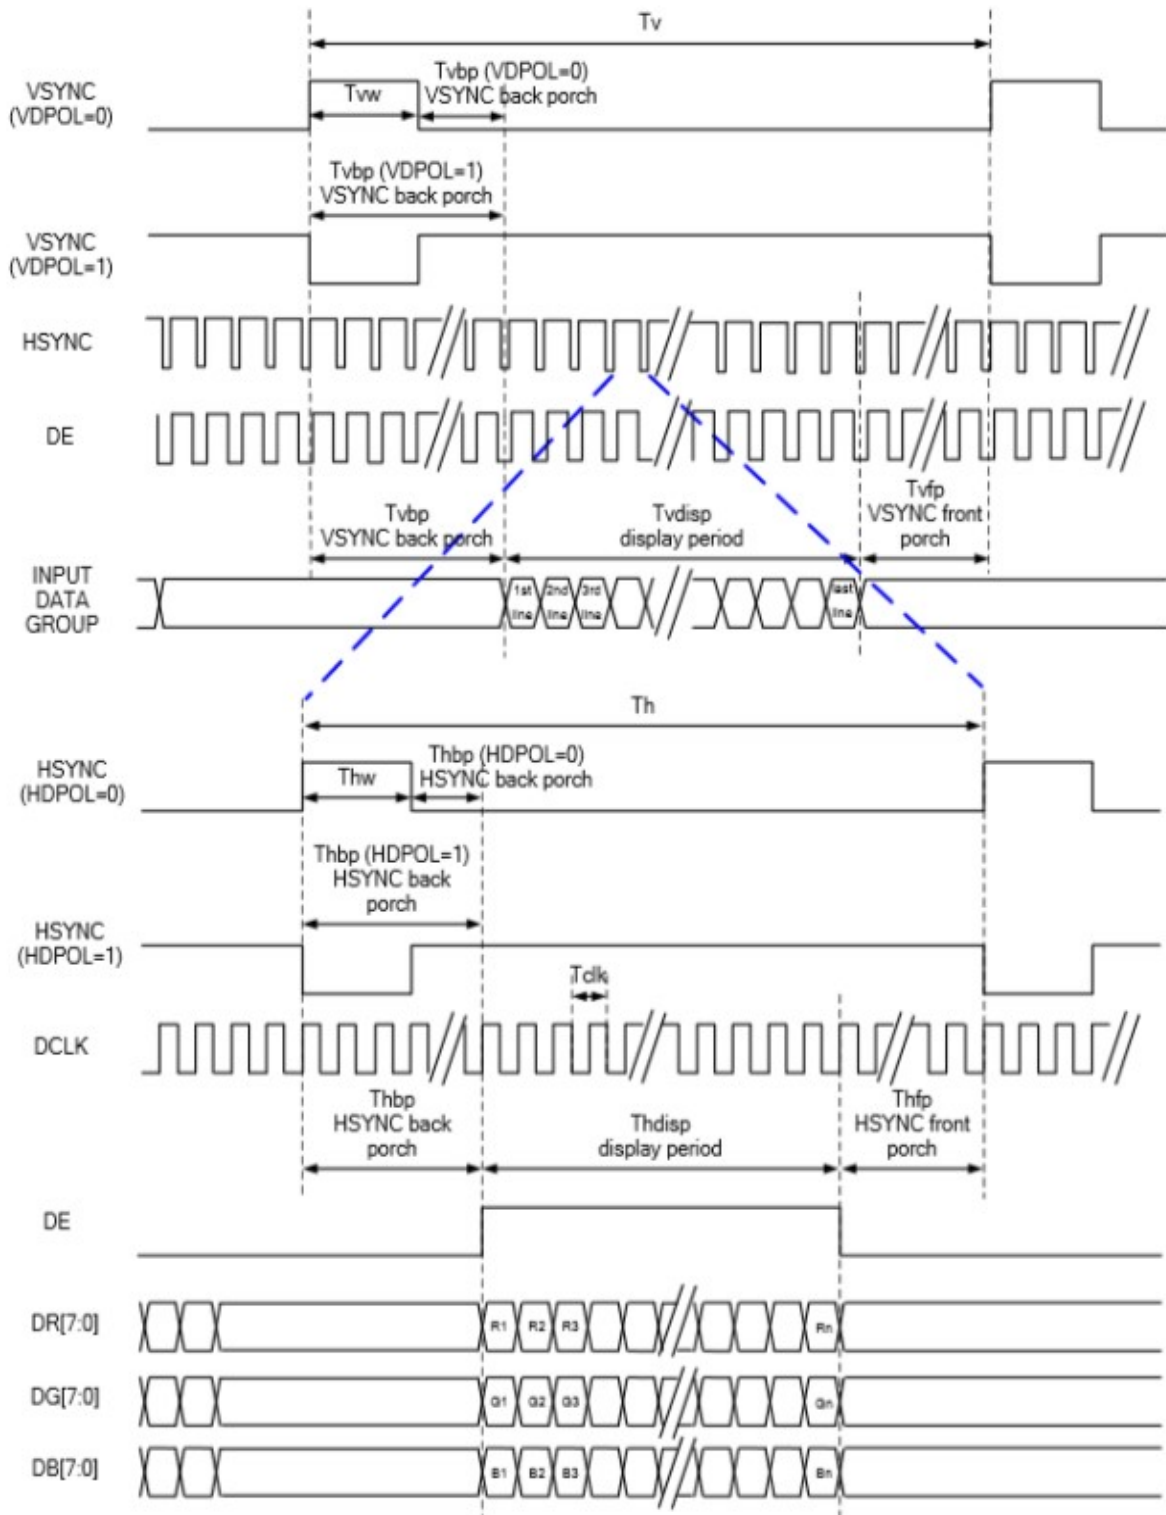 Tv
VSYNC
(VDPOL=0)
Tvw
Tvbp (VDPOL=0)
VSYNC back porch
Tvbp (VDPOL=1)
VSYNC back porch
VSYNC
(VDPOL=1)
HSYNC
DE
Tvbp
VSYNC back porch
Tvdisp
display period
Tvfp
VSYNC front
porch
INPUT
DATA
GROUP
1st
line
2nd
line
3rd
line
last
line
Th
HSYNC
(HDPOL=0)
Thw
Thbp (HDPOL=0)
HSYNC back porch
Thbp (HDPOL=1)
HSYNC back
porch
HSYNC
(HDPOL=1)
Tclk
DCLK
Thbp
HSYNC back
porch
Thdisp
display period
Thfp
HSYNC front
porch
DE
DR[7:0]
R1 R2 R3 Rn
DG[7:0]
G1 G2 G3 Gn
DB[7:0]
B1 B2 B3 Bn